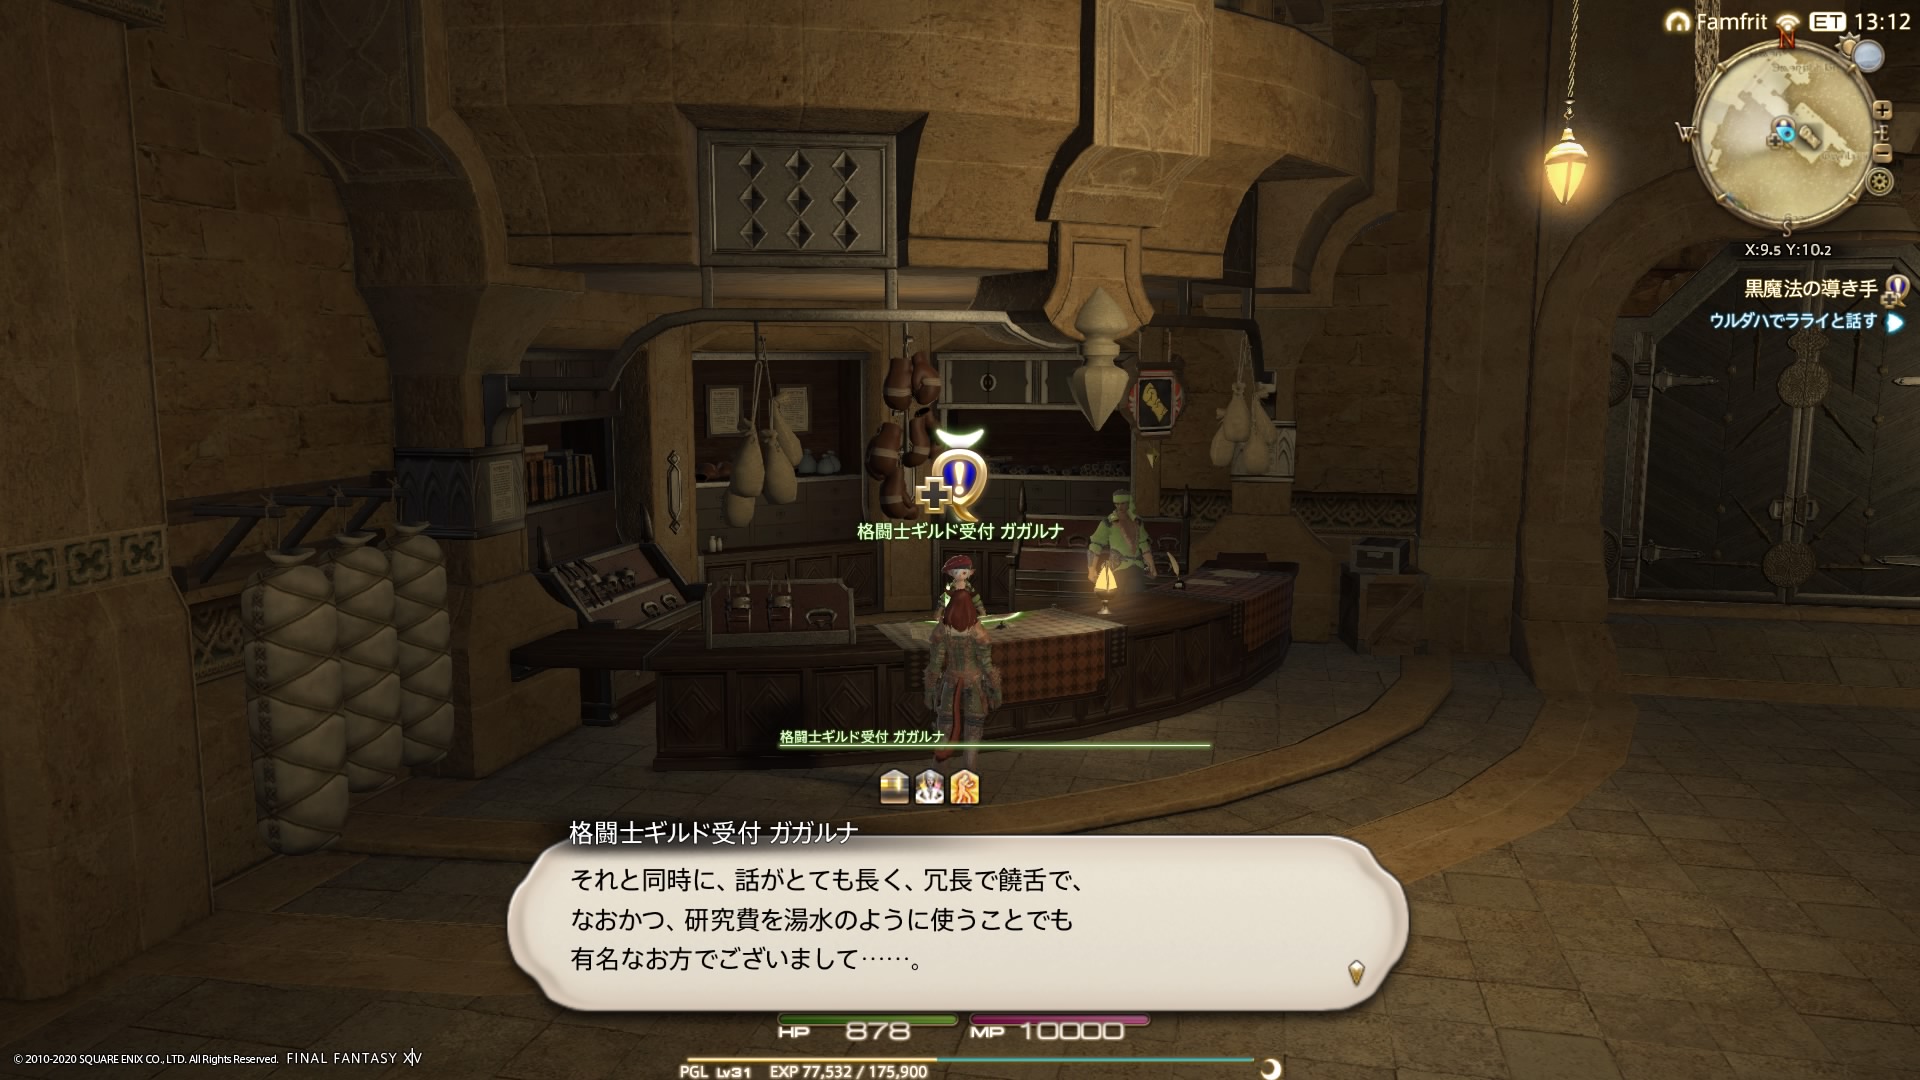 Famfrit ET 13:12
N
W
E
S
X:9.5 Y:10.2
黒魔法の導き手
ウルダハでラライと話す
格闘士ギルド受付 ガガルナ
格闘士ギルド受付 ガガルナ
格闘士ギルド受付 ガガルナ
それと同時に、話がとても長く、冗長で饒舌で、
なおかつ、研究費を湯水のように使うことでも
有名なお方でございまして……。
HP 878 MP 10000
© 2010-2020 SQUARE ENIX CO., LTD. All Rights Reserved. FINAL FANTASY XIV
PGL Lv31 EXP 77,532 / 175,900